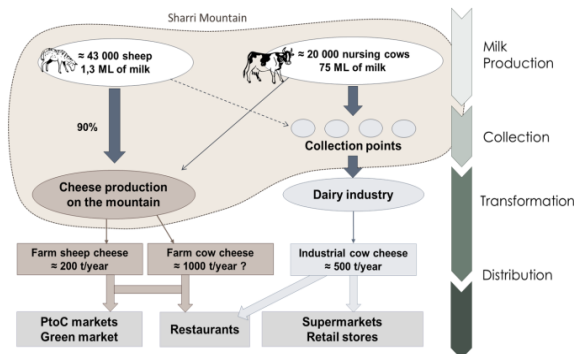 Sharri Mountain
≈ 43 000 sheep
1,3 ML of milk
≈ 20 000 nursing cows
75 ML of milk
Milk
Production
90%
Collection points
Collection
Cheese production
on the mountain
Dairy industry
Transformation
Farm sheep cheese
≈ 200 t/year
Farm cow cheese
≈ 1000 t/year ?
Industrial cow cheese
≈ 500 t/year
Distribution
PtoC markets
Green market
Restaurants
Supermarkets
Retail stores